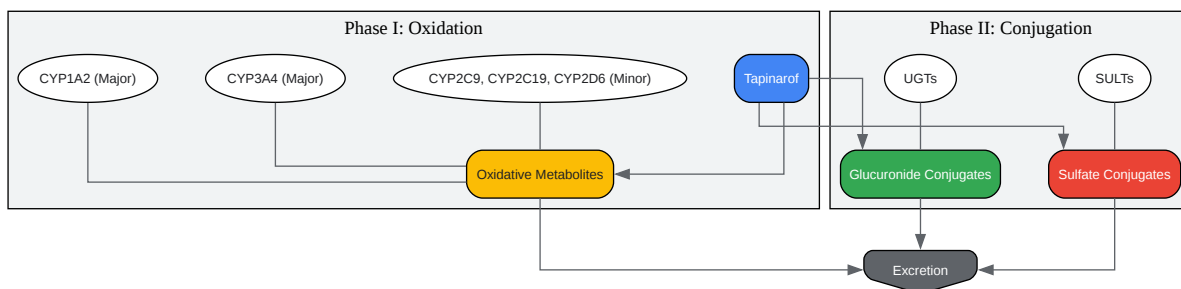 Phase I: Oxidation
Phase II: Conjugation
CYP1A2 (Major)
CYP3A4 (Major)
CYP2C9, CYP2C19, CYP2D6 (Minor)
Tapinarof
UGTs
SULTs
Oxidative Metabolites
Glucuronide Conjugates
Sulfate Conjugates
Excretion